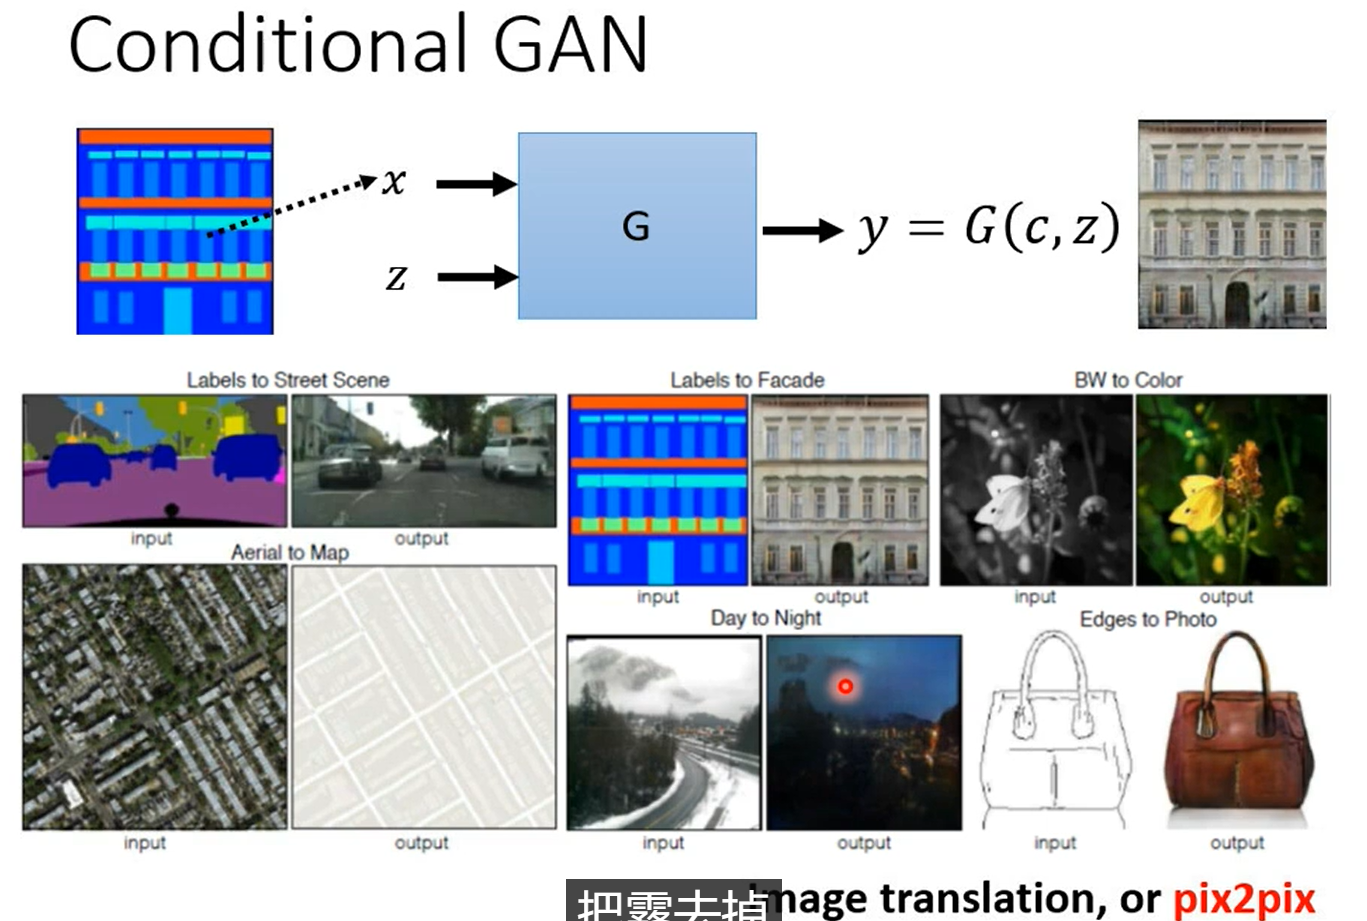 Conditional GAN
x
z
G
y = G(c, z)
Labels to Street Scene
input
output
Aerial to Map
input
output
Labels to Facade
input
output
BW to Color
input
output
Day to Night
input
output
Edges to Photo
input
output
Image translation, or pix2pix
把霧去掉